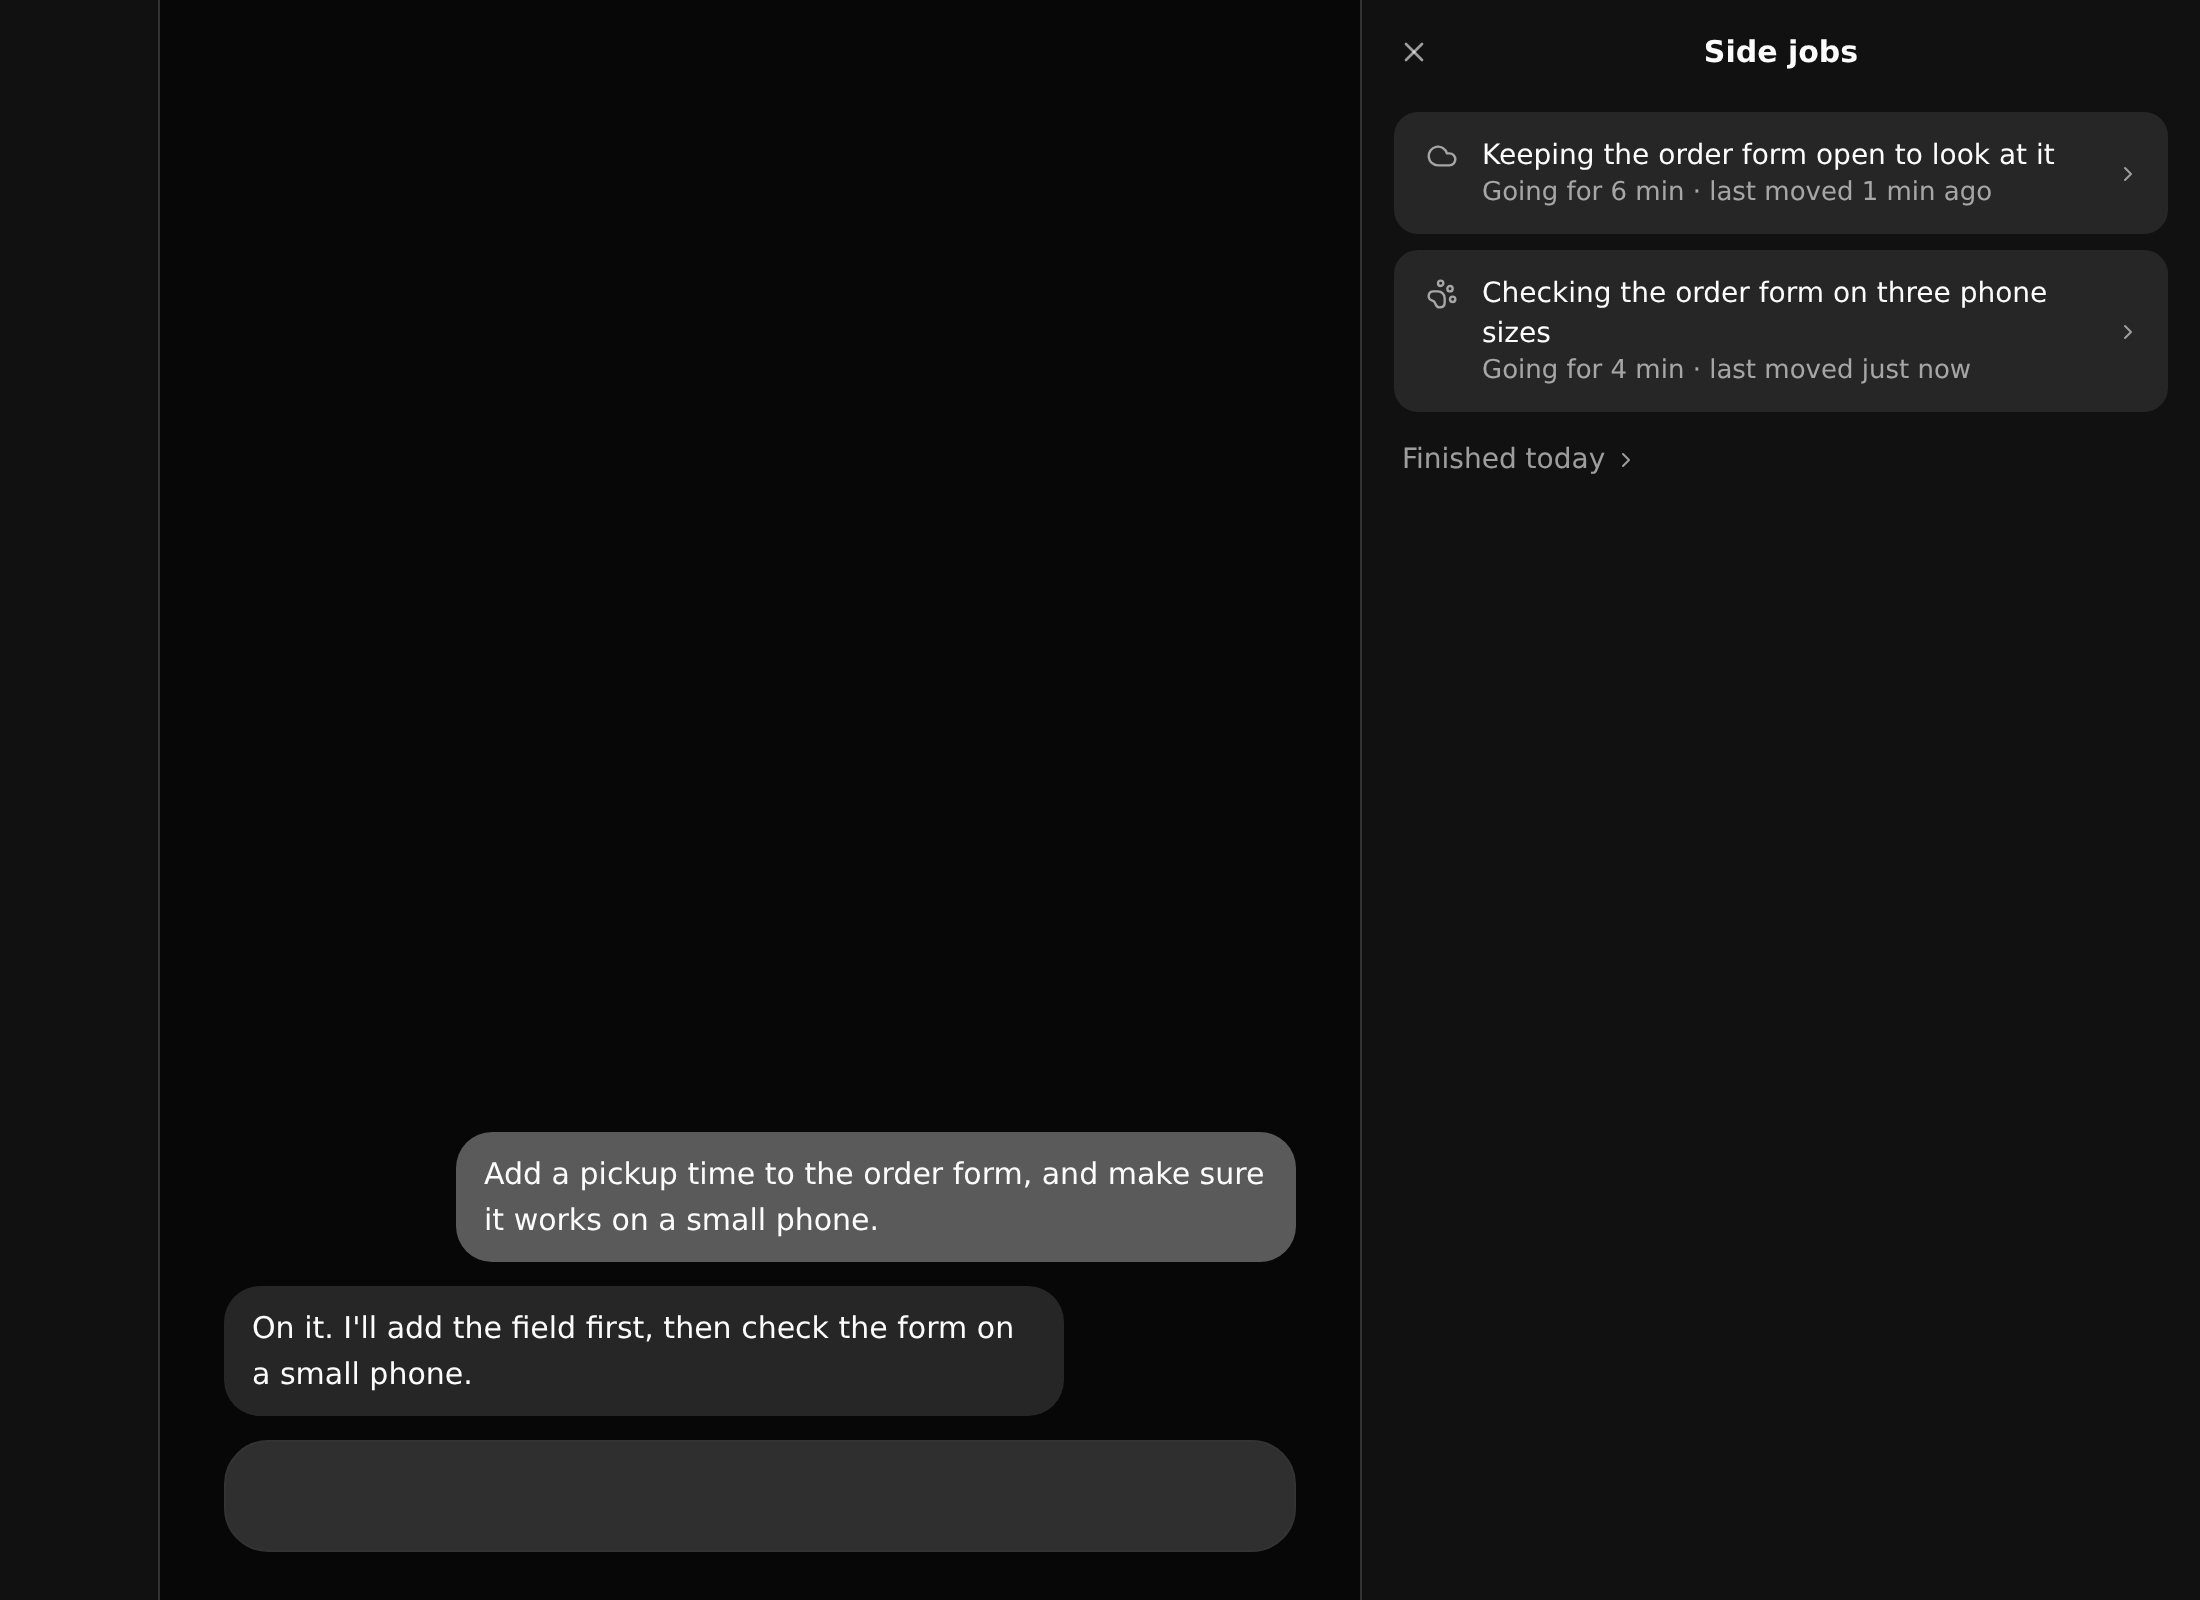 Side jobs
Keeping the order form open to look at it
Going for 6 min · last moved 1 min ago
Checking the order form on three phone
sizes
Going for 4 min · last moved just now
Finished today
Add a pickup time to the order form, and make sure
it works on a small phone.
On it. I'll add the field first, then check the form on
a small phone.